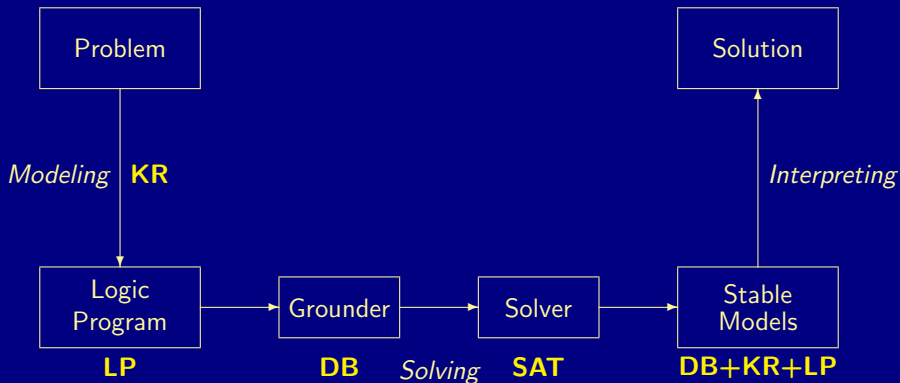 Problem
Solution
Modeling KR
Interpreting
Logic
Program
Grounder
Solver
Stable
Models
LP
DB
Solving
SAT
DB+KR+LP